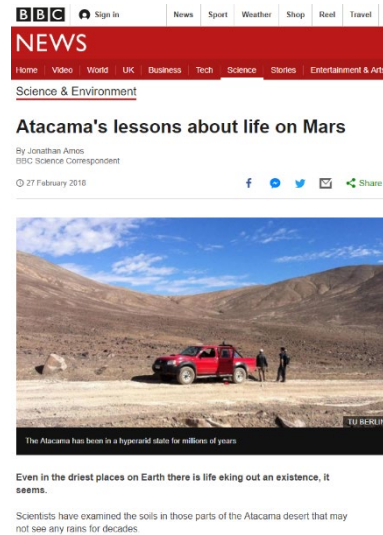 BBC Sign in News Sport Weather Shop Reel Travel
NEWS
Home Video World UK Business Tech Science Stories Entertainment & Arts
Science & Environment
Atacama's lessons about life on Mars
By Jonathan Amos
BBC Science Correspondent
27 February 2018 Share
TU BERLIN
The Atacama has been in a hyperarid state for millions of years
Even in the driest places on Earth there is life eking out an existence, it
seems.
Scientists have examined the soils in those parts of the Atacama desert that may
not see any rains for decades.